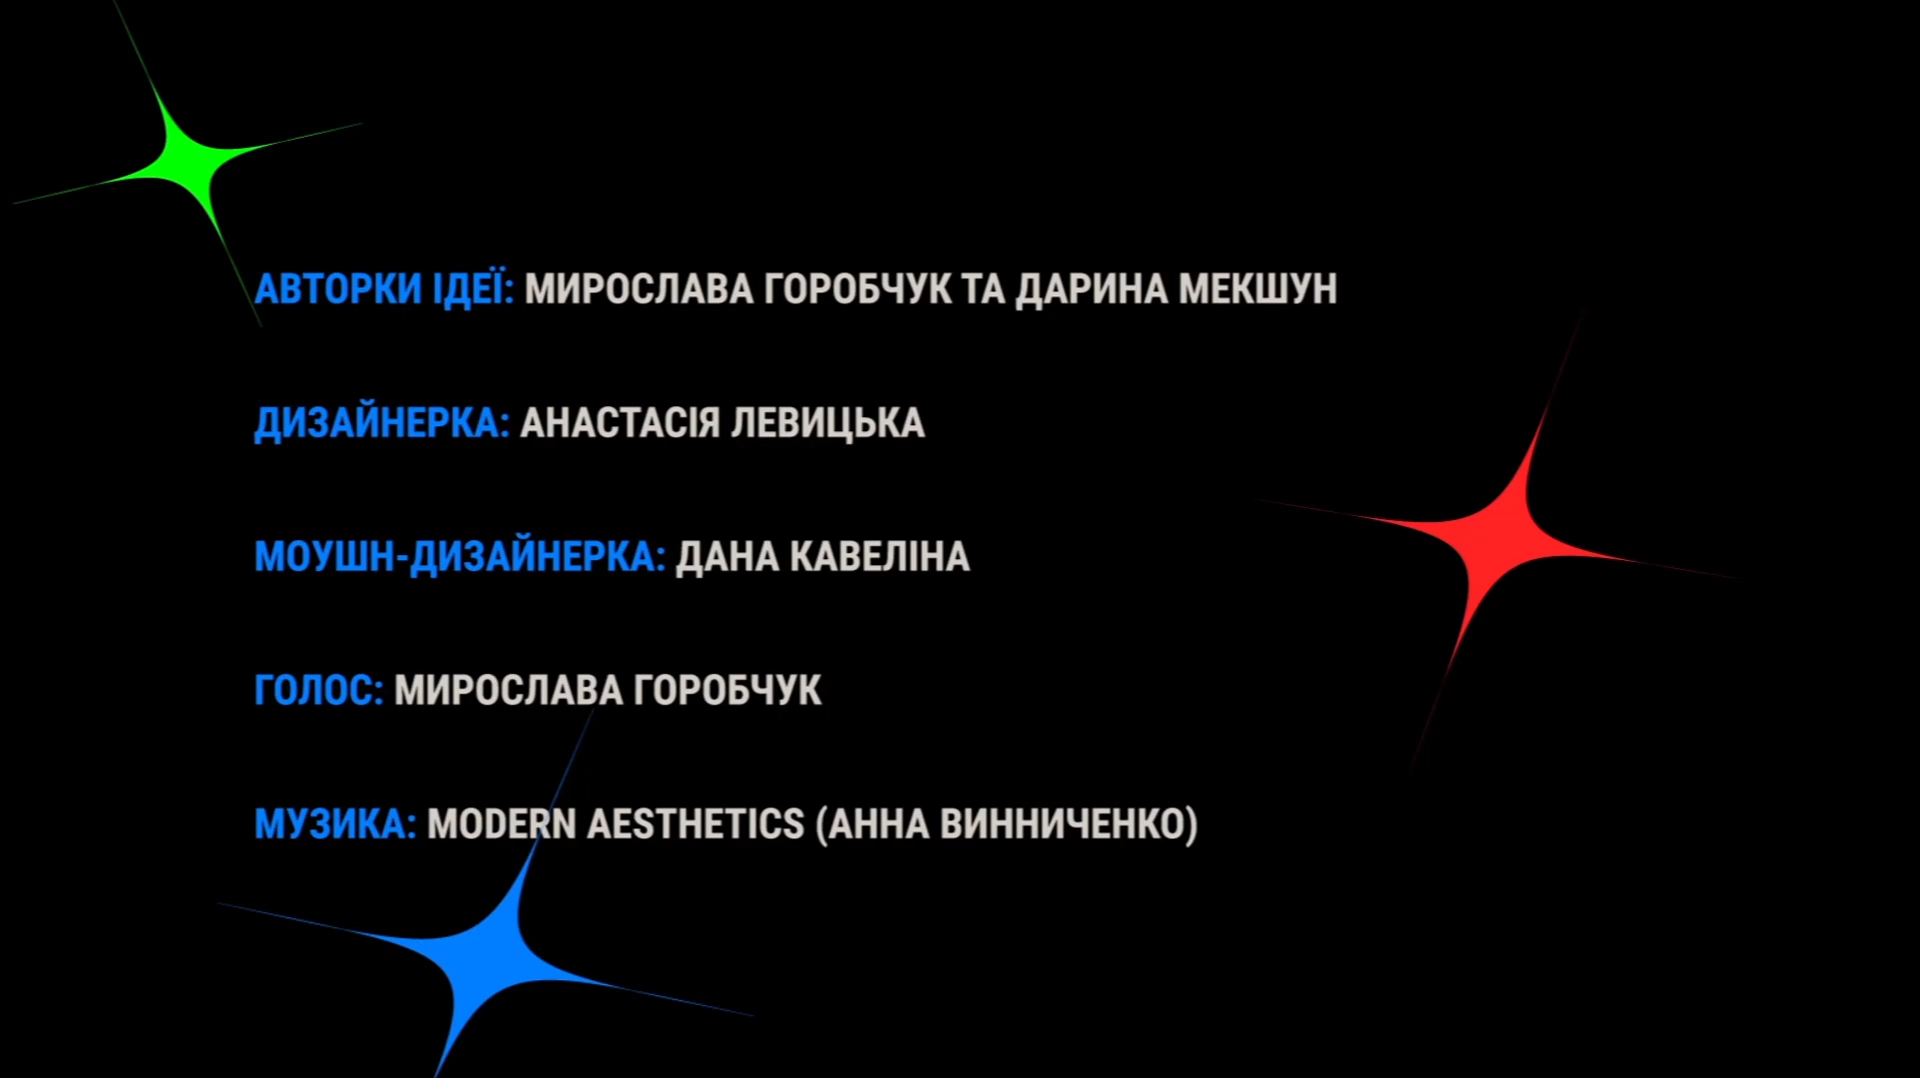 АВТОРКИ ІДЕЇ: МИРОСЛАВА ГОРОБЧУК ТА ДАРИНА МЕКШУН
ДИЗАЙНЕРКА: АНАСТАСІЯ ЛЕВИЦЬКА
МОУШН-ДИЗАЙНЕРКА: ДАНА КАВЕЛІНА
ГОЛОС: МИРОСЛАВА ГОРОБЧУК
МУЗИКА: MODERN AESTHETICS (АННА ВИННИЧЕНКО)